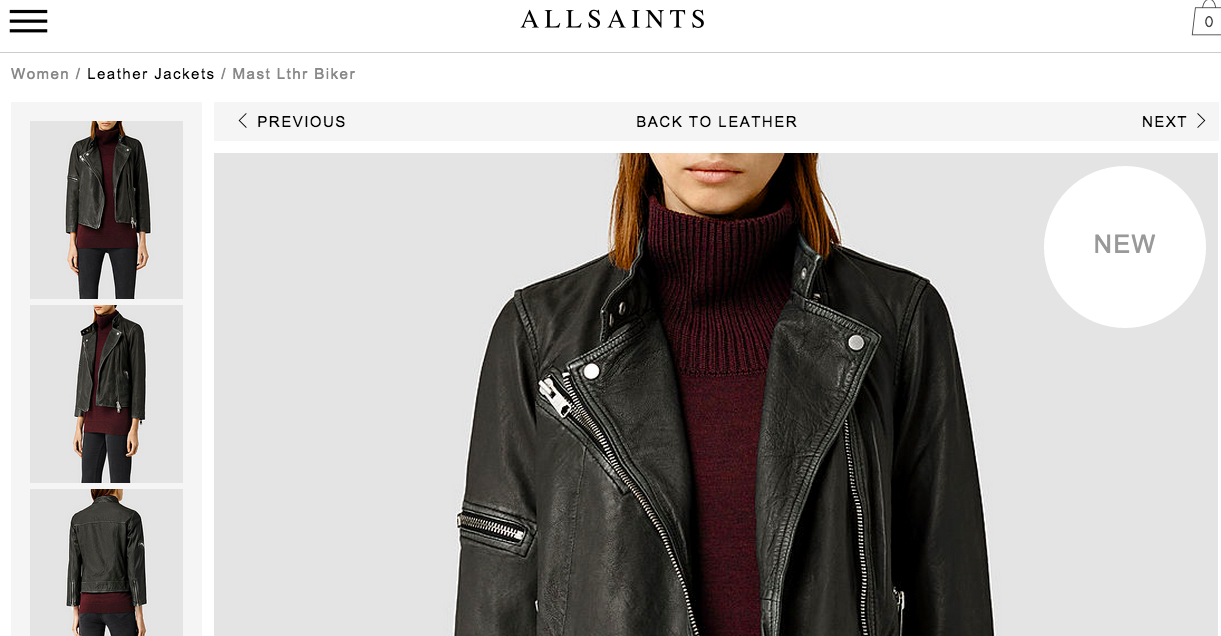 ALLSAINTS
0
Women / Leather Jackets / Mast Lthr Biker
PREVIOUS
BACK TO LEATHER
NEXT
NEW